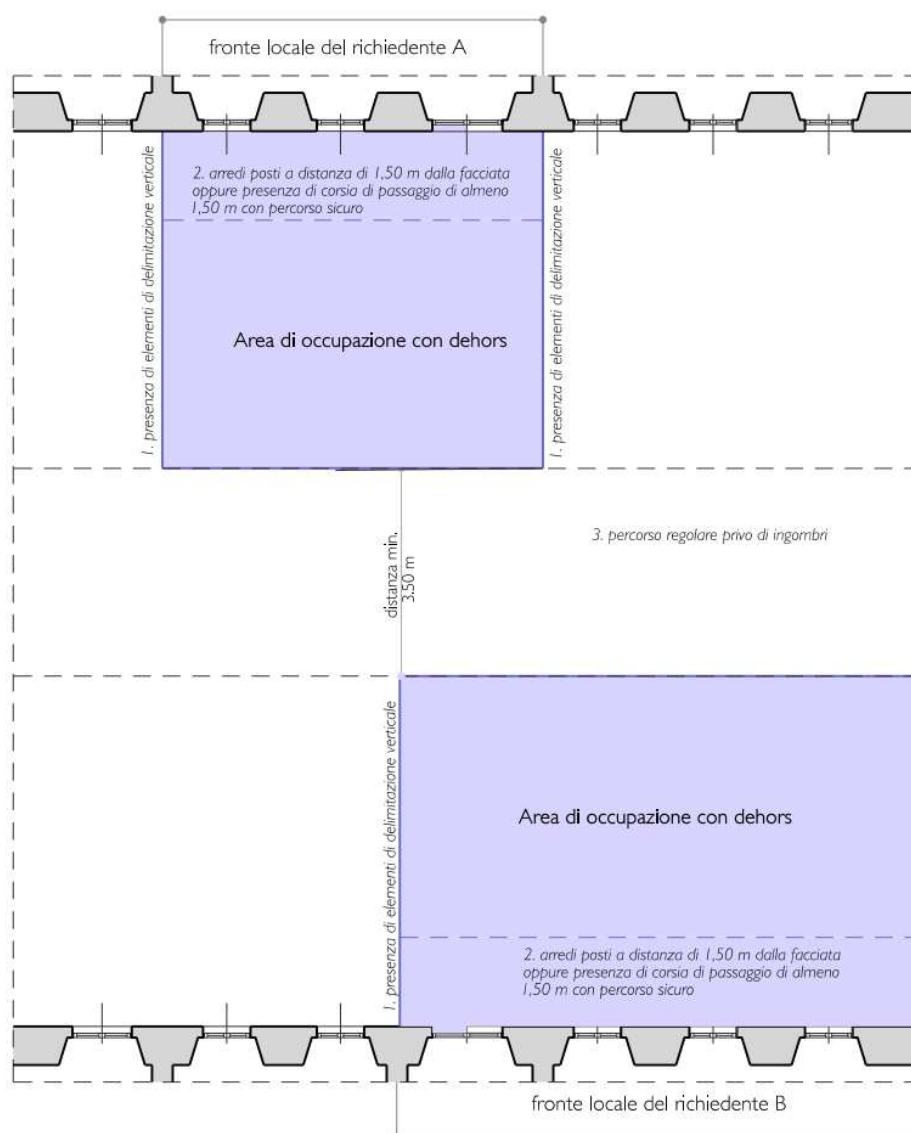 fronte locale del richiedente A
1. presenza di elementi di delimitazione verticale
2. arredi posti a distanza di 1,50 m dalla facciata
oppure presenza di corsia di passaggio di almeno
1,50 m con percorso sicuro
1. presenza di elementi di delimitazione verticale
Area di occupazione con dehors
distanza min.
3.50 m
3. percorso regolare privo di ingombri
1. presenza di elementi di delimitazione verticale
Area di occupazione con dehors
2. arredi posti a distanza di 1,50 m dalla facciata
oppure presenza di corsia di passaggio di almeno
1,50 m con percorso sicuro
fronte locale del richiedente B